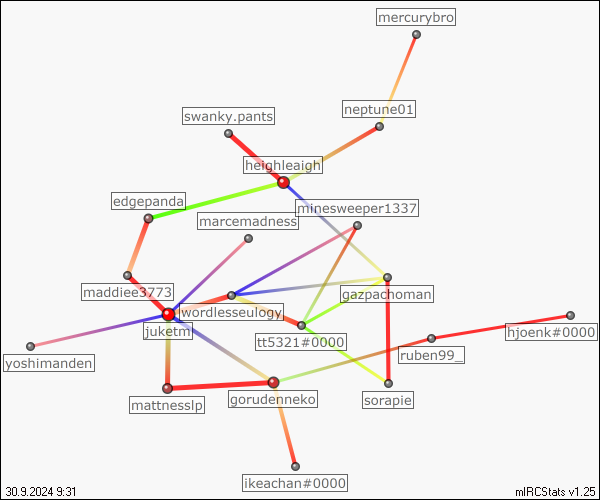 mercurybro
neptune01
swanky.pants
heighleaigh
edgepanda
minesweeper1337
marcemadness
maddiee3773
gazpachoman
wordlesseulogy
juketm
tt5321#0000
hjoenk#0000
ruben99_
yoshimanden
mattnesslp
gorudenneko
sorapie
ikeachan#0000
30.9.2024 9:31
mIRCStats v1.25